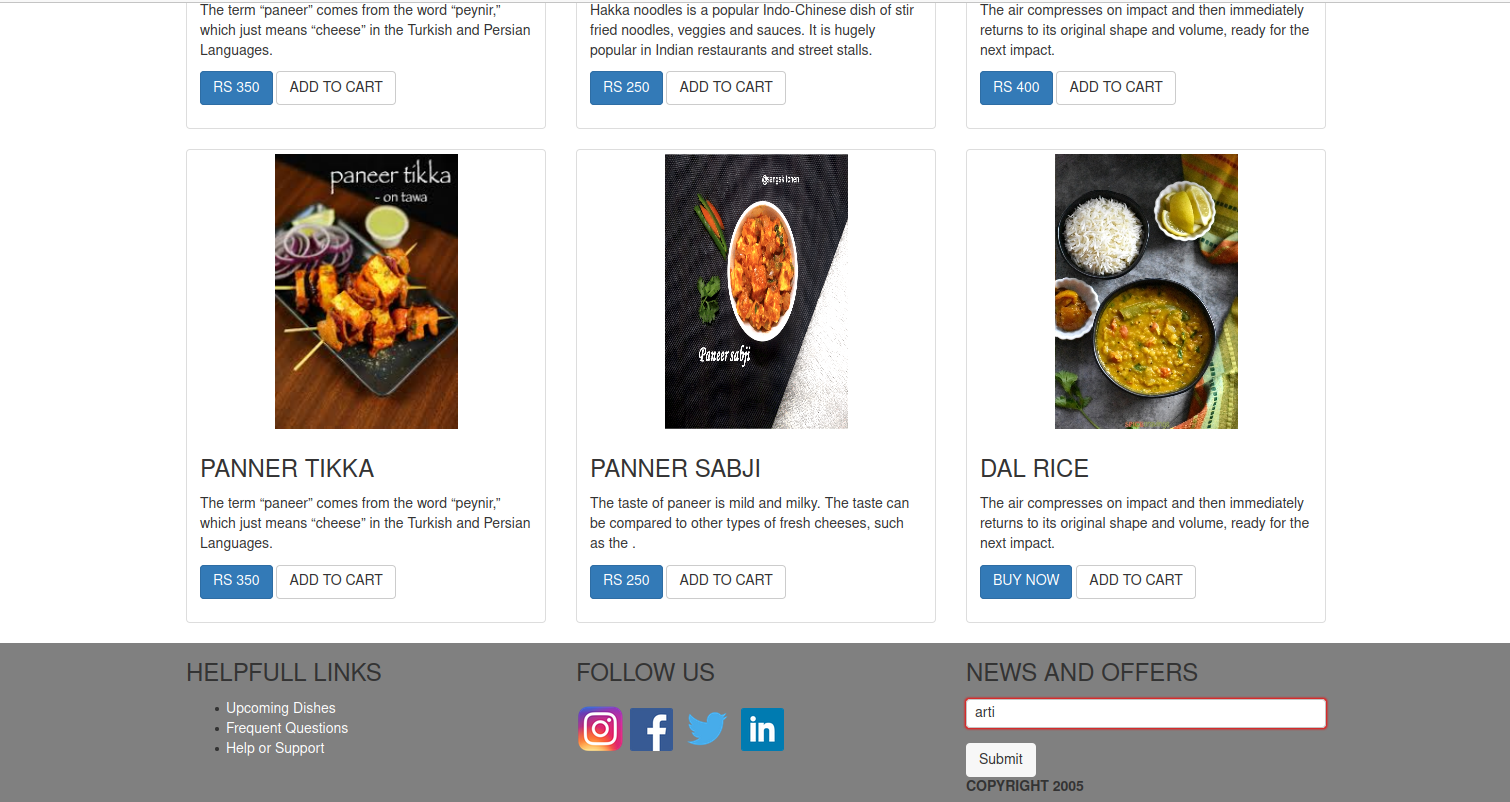 The term “paneer” comes from the word “peynir,”
which just means “cheese” in the Turkish and Persian
Languages.
RS 350 ADD TO CART
Hakka noodles is a popular Indo-Chinese dish of stir
fried noodles, veggies and sauces. It is hugely
popular in Indian restaurants and street stalls.
RS 250 ADD TO CART
The air compresses on impact and then immediately
returns to its original shape and volume, ready for the
next impact.
RS 400 ADD TO CART
paneer tikka
- on tawa
PANNER TIKKA
The term “paneer” comes from the word “peynir,”
which just means “cheese” in the Turkish and Persian
Languages.
RS 350 ADD TO CART
Paneer sabji
PANNER SABJI
The taste of paneer is mild and milky. The taste can
be compared to other types of fresh cheeses, such
as the .
RS 250 ADD TO CART
DAL RICE
The air compresses on impact and then immediately
returns to its original shape and volume, ready for the
next impact.
BUY NOW ADD TO CART
HELPFULL LINKS
Upcoming Dishes
Frequent Questions
Help or Support
FOLLOW US
in
NEWS AND OFFERS
arti
Submit
COPYRIGHT 2005